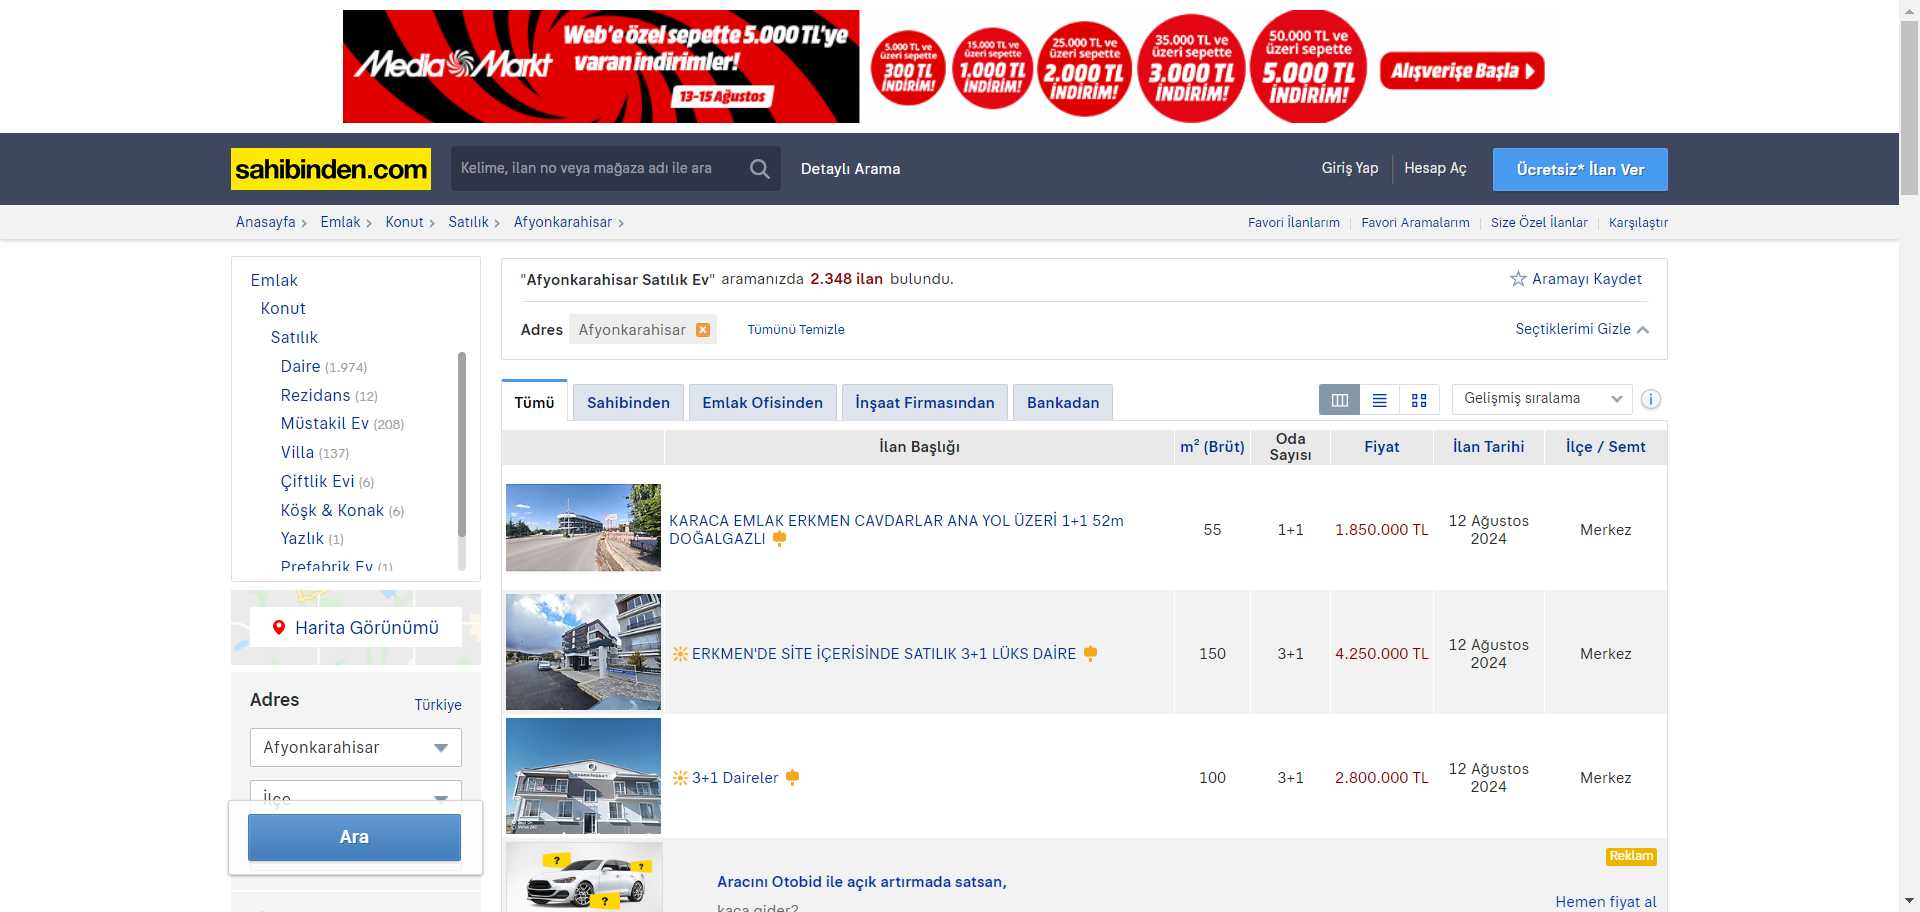 Web'e özel sepette 5.000 TL'ye
varan indirimler!
Media Markt
13-15 Ağustos
5.000 TL ve
üzeri sepette
300 TL
İNDİRİM!
15.000 TL ve
üzeri sepette
1.000 TL
İNDİRİM!
25.000 TL ve
üzeri sepette
2.000 TL
İNDİRİM!
35.000 TL ve
üzeri sepette
3.000 TL
İNDİRİM!
50.000 TL ve
üzeri sepette
5.000 TL
İNDİRİM!
Alışverişe Başla
sahibinden.com
Kelime, ilan no veya mağaza adı ile ara
Detaylı Arama
Giriş Yap
Hesap Aç
Ücretsiz* İlan Ver
Anasayfa > Emlak > Konut > Satılık > Afyonkarahisar >
Favori İlanlarım | Favori Aramalarım | Size Özel İlanlar | Karşılaştır
Emlak
Konut
Satılık
Daire (1.974)
Rezidans (12)
Müstakil Ev (208)
Villa (137)
Çiftlik Evi (6)
Köşk & Konak (6)
Yazlık (1)
Prefabrik Ev (1)
Harita Görünümü
Adres
Türkiye
Afyonkarahisar
İlçe
Ara
"Afyonkarahisar Satılık Ev" aramanızda 2.348 ilan bulundu.
Aramayı Kaydet
Adres Afyonkarahisar
Tümünü Temizle
Seçtiklerimi Gizle
Tümü
Sahibinden
Emlak Ofisinden
İnşaat Firmasından
Bankadan
Gelişmiş sıralama
İlan Başlığı
m² (Brüt)
Oda
Sayısı
Fiyat
İlan Tarihi
İlçe / Semt
KARACA EMLAK ERKMEN CAVDARLAR ANA YOL ÜZERİ 1+1 52m
DOĞALGAZLI
55
1+1
1.850.000 TL
12 Ağustos
2024
Merkez
ERKMEN'DE SİTE İÇERİSİNDE SATILIK 3+1 LÜKS DAİRE
150
3+1
4.250.000 TL
12 Ağustos
2024
Merkez
3+1 Daireler
100
3+1
2.800.000 TL
12 Ağustos
2024
Merkez
? ? ?
Aracını Otobid ile açık artırmada satsan,
kaça gider?
Reklam
Hemen fiyat al